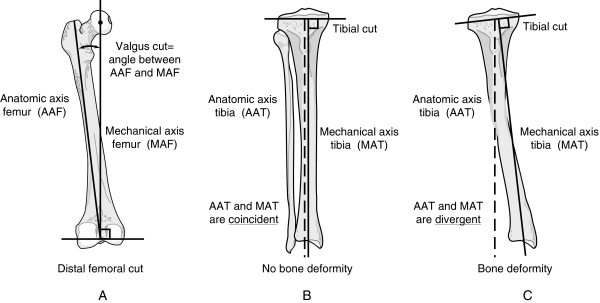 Valgus cut=
angle between
AAF and MAF
Anatomic axis
femur (AAF)
Mechanical axis
femur (MAF)
Distal femoral cut
A
Tibial cut
Anatomic axis
tibia (AAT)
Mechanical axis
tibia (MAT)
AAT and MAT
are coincident
No bone deformity
B
Tibial cut
Anatomic axis
tibia (AAT)
Mechanical axis
tibia (MAT)
AAT and MAT
are divergent
Bone deformity
C